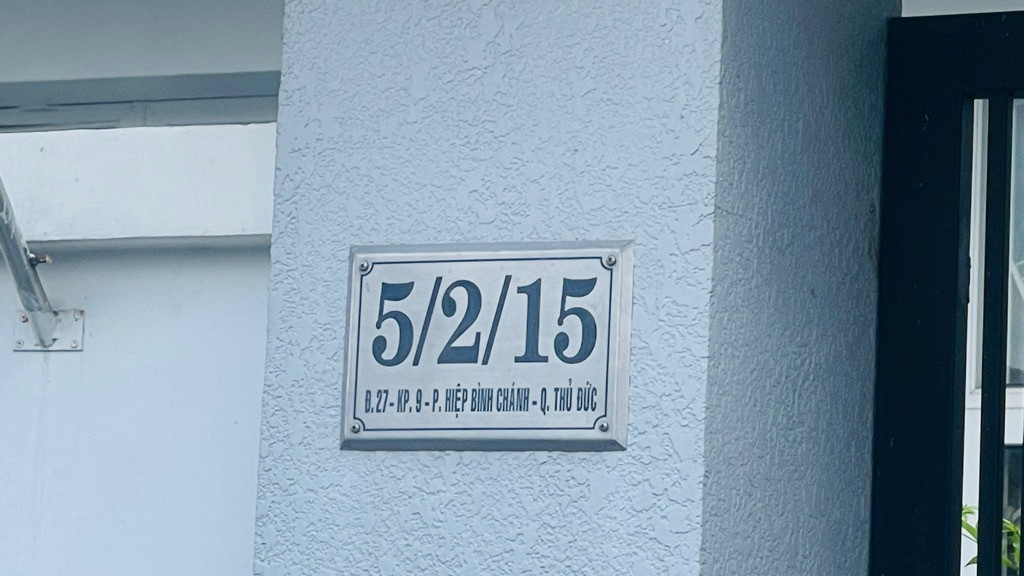 5/2/15
Đ.27 - KP. 9 - P. HIỆP BÌNH CHÁNH - Q. THỦ ĐỨC